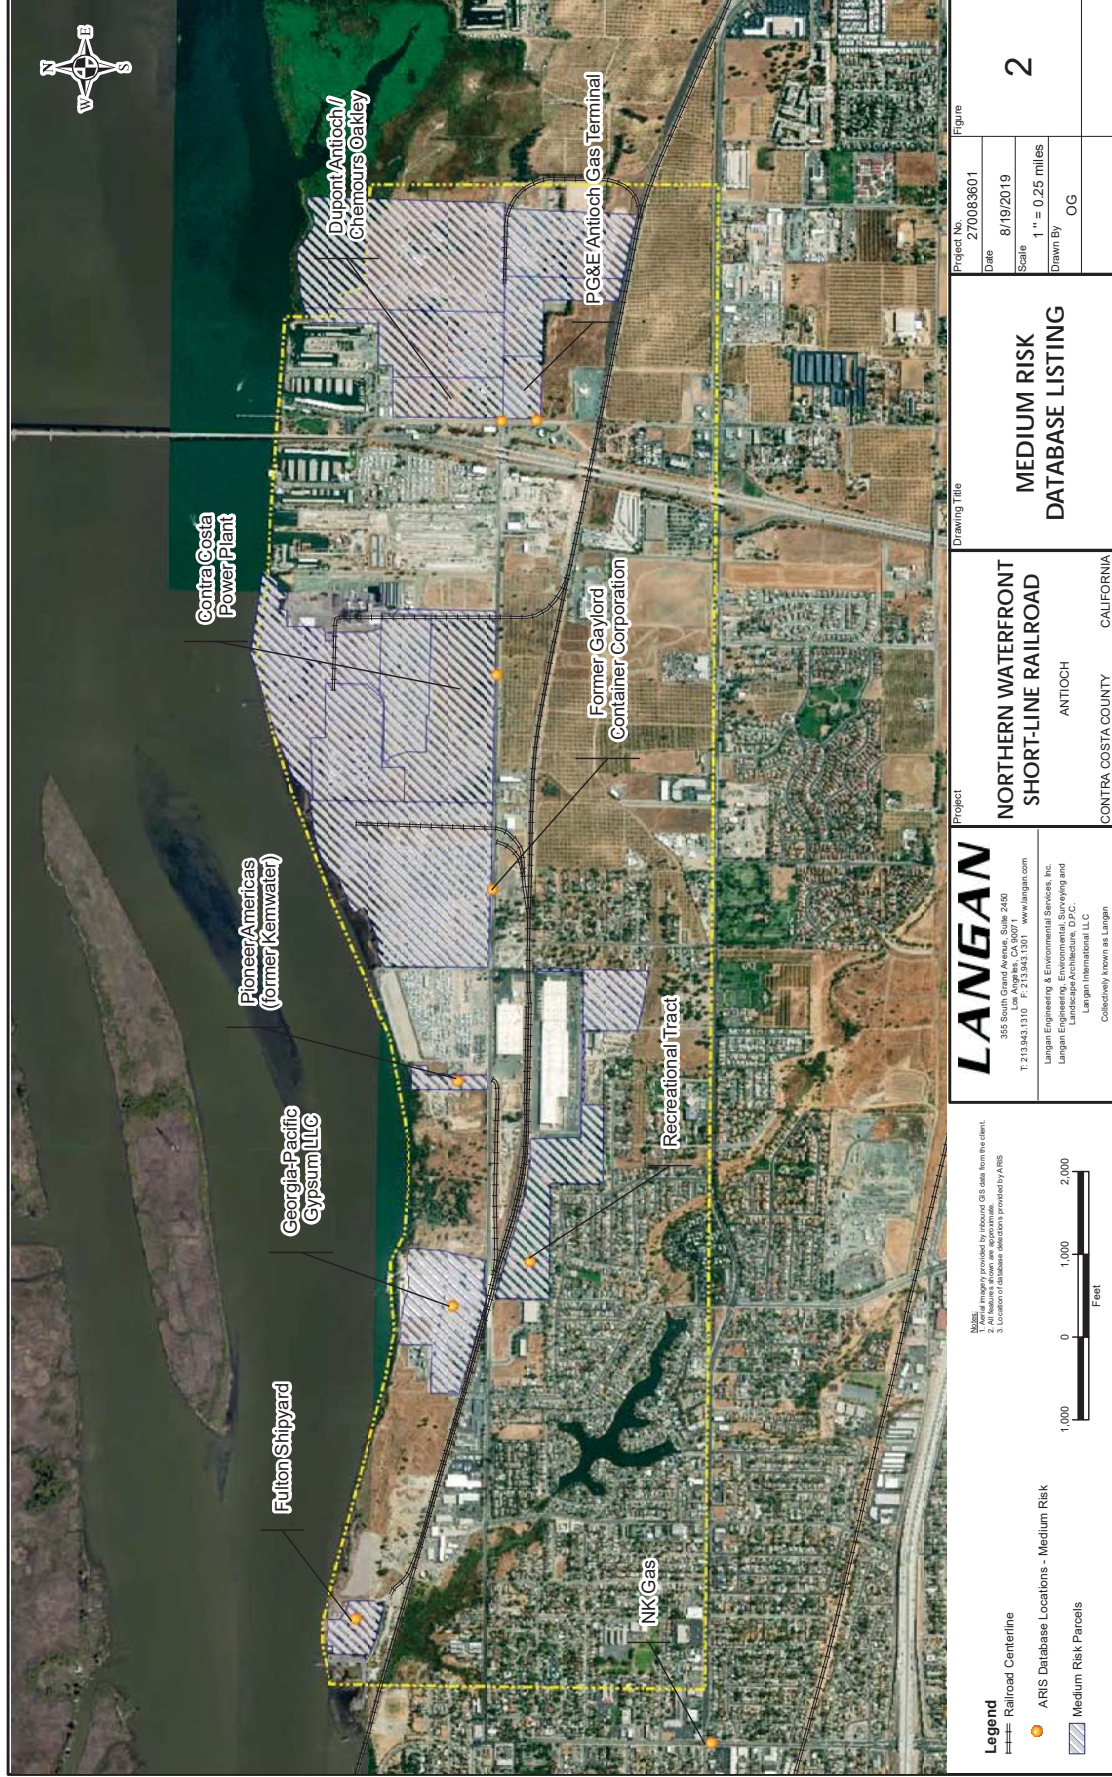 N
W
E
S
Fulton Shipyard
Georgia-Pacific
Gypsum LLC
Pioneer Americas
(former Kemwater)
Contra Costa
Power Plant
Dupont Antioch /
Chemours Oakley
PG&E Antioch Gas Terminal
Former Gaylord
Container Corporation
Recreational Tract
NK Gas
Legend
Railroad Centerline
ARIS Database Locations - Medium Risk
Medium Risk Parcels
Notes:
1. Aerial imagery provided by inbound GIS data from the client.
2. All features shown are approximate.
3. Location of database detections provided by ARIS
1,000
0
1,000
2,000
Feet
LANGAN
355 South Grand Avenue, Suite 2450
Los Angeles, CA 90071
T: 213.943.1310 F: 213.943.1301 www.langan.com
Langan Engineering & Environmental Services, Inc.
Langan Engineering, Environmental, Surveying and
Landscape Architecture, D.P.C.
Langan International LLC
Collectively known as Langan
Project
NORTHERN WATERFRONT
SHORT-LINE RAILROAD
ANTIOCH
CONTRA COSTA COUNTY CALIFORNIA
Drawing Title
MEDIUM RISK
DATABASE LISTING
Project No.
270083601
Date
8/19/2019
Scale
1 " = 0.25 miles
Drawn By
OG
Figure
2